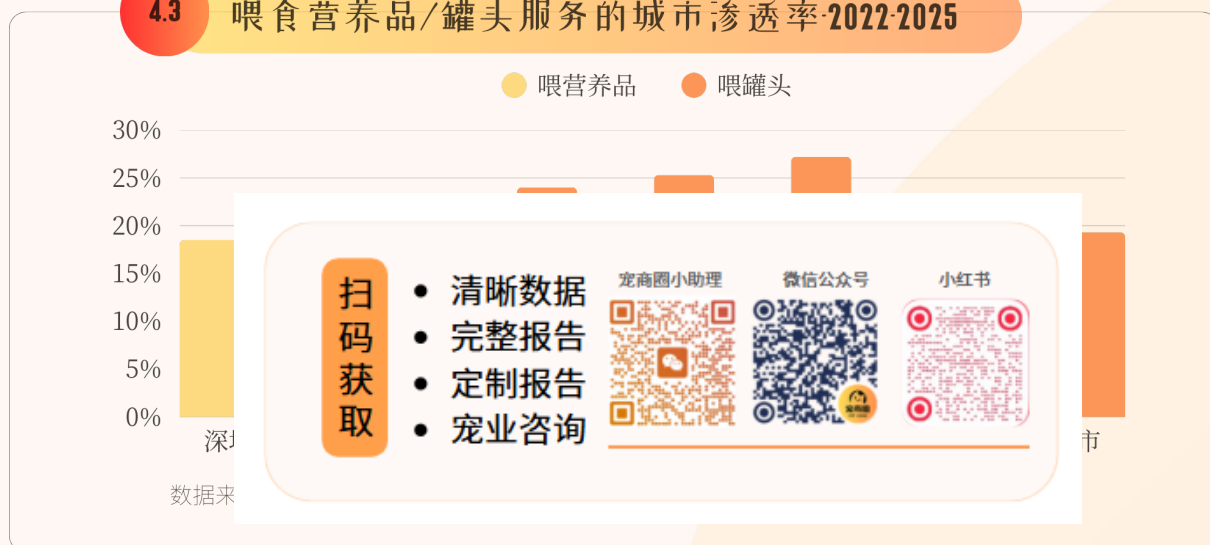 4.3 喂食营养品/罐头服务的城市渗透率-2022-2025
喂营养品 喂罐头
30%
25%
20%
15%
10%
5%
0%
深 市
数据来
扫码获取
清晰数据
完整报告
定制报告
宠业咨询
宠商圈小助理 微信公众号 小红书